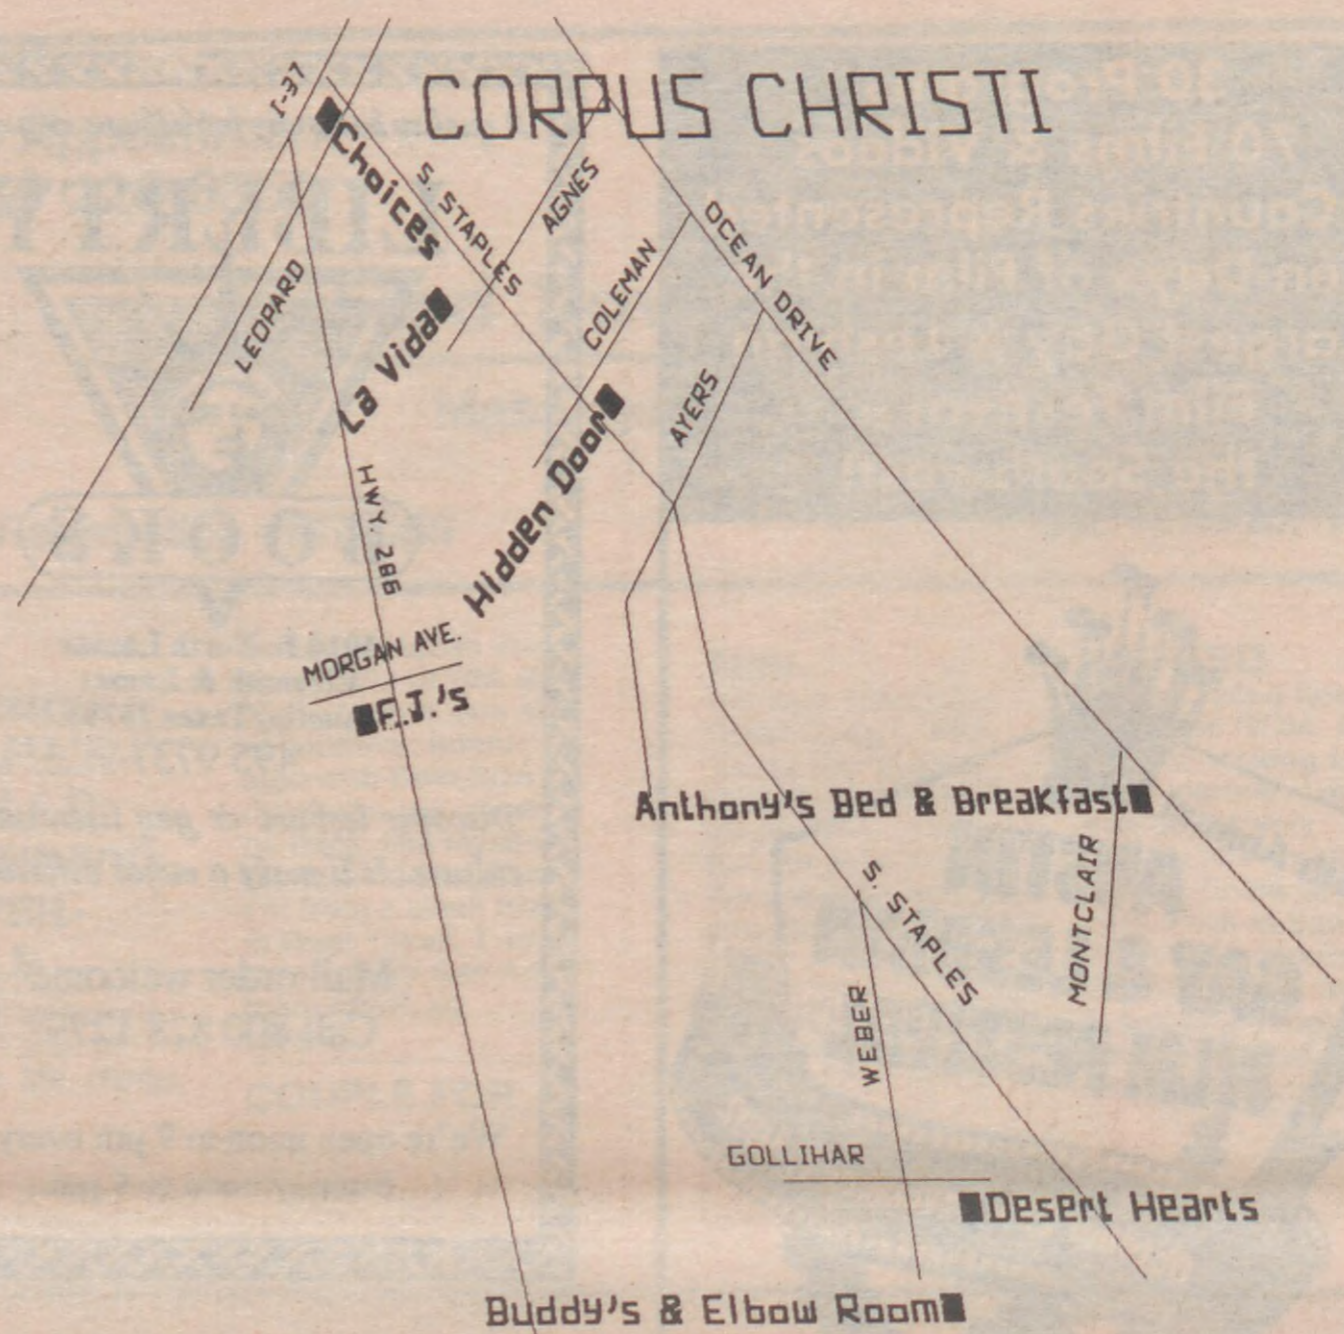 CORPUS CHRISTI
I-37
Choices
S. STAPLES
AGNES
OCEAN DRIVE
LEOPARD
COLEMAN
La Vida
AYERS
HWY. 286
Hidden Door
MORGAN AVE.
F.J.'s
Anthony's Bed & Breakfast
MONTCLAIR
S. STAPLES
WEBER
GOLLIHAR
Desert Hearts
Buddy's & Elbow Room